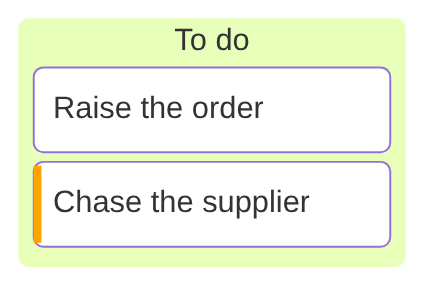 To do
Raise the order
Chase the supplier